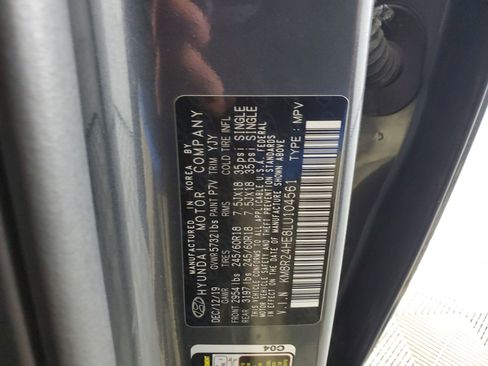 MANUFACTURED IN KOREA BY
HYUNDAI MOTOR COMPANY
DEC/12/19 GVWR 5732 lbs PAINT P7V TRIM YJY
GAWR TIRES RIMS COLD TIRE INFL
FRONT 2954 lbs 245/60R18 7.5JX18 35psi SINGLE
REAR 3197 lbs 245/60R18 7.5JX18 35psi SINGLE
THIS VEHICLE CONFORMS TO ALL APPLICABLE U.S.A. FEDERAL
MOTOR VEHICLE SAFETY, BUMPER, AND THEFT PREVENTION STANDARDS
IN EFFECT ON THE DATE OF MANUFACTURE SHOWN ABOVE.
V.I.N KM8R24HE8LU104561 TYPE : MPV
C04